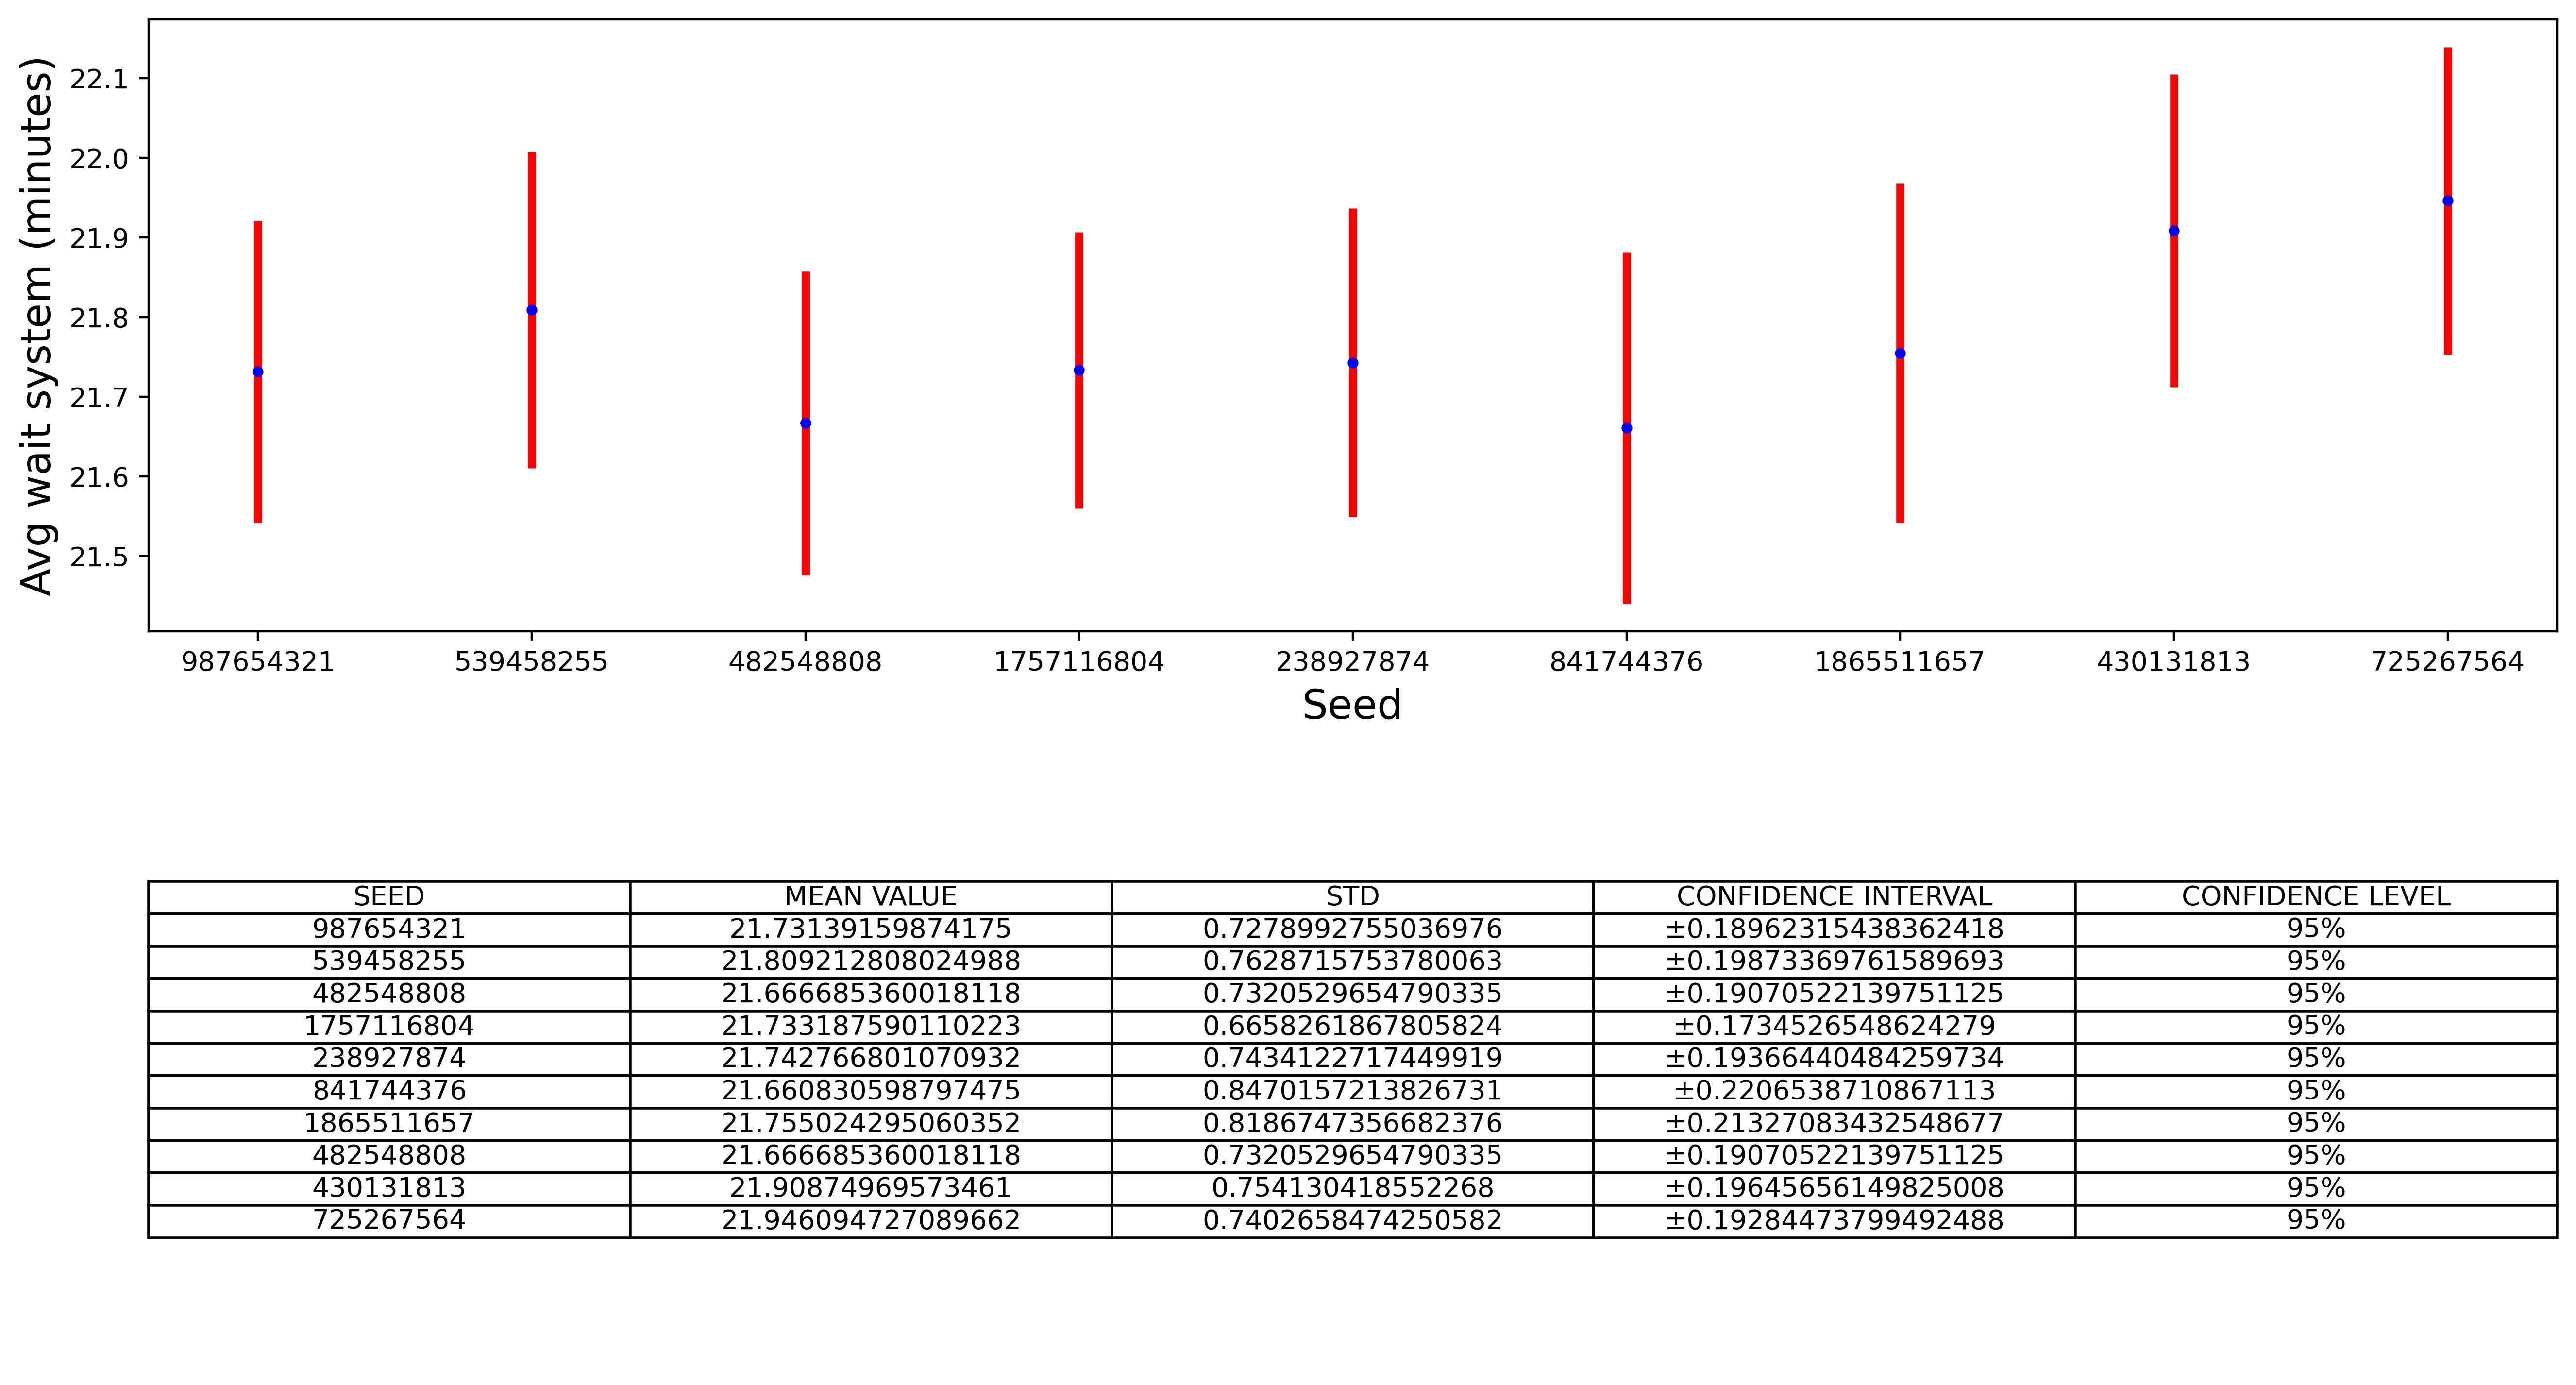 Avg wait system (minutes)
22.1
22.0
21.9
21.8
21.7
21.6
21.5
987654321 539458255 482548808 1757116804 238927874 841744376 1865511657 430131813 725267564
Seed
SEED MEAN VALUE STD CONFIDENCE INTERVAL CONFIDENCE LEVEL
987654321 21.73139159874175 0.7278992755036976 ±0.18962315438362418 95%
539458255 21.809212808024988 0.7628715753780063 ±0.19873369761589693 95%
482548808 21.666685360018118 0.7320529654790335 ±0.19070522139751125 95%
1757116804 21.733187590110223 0.6658261867805824 ±0.1734526548624279 95%
238927874 21.742766801070932 0.7434122717449919 ±0.19366440484259734 95%
841744376 21.660830598797475 0.8470157213826731 ±0.2206538710867113 95%
1865511657 21.755024295060352 0.8186747356682376 ±0.21327083432548677 95%
482548808 21.666685360018118 0.7320529654790335 ±0.19070522139751125 95%
430131813 21.90874969573461 0.754130418552268 ±0.19645656149825008 95%
725267564 21.946094727089662 0.7402658474250582 ±0.19284473799492488 95%